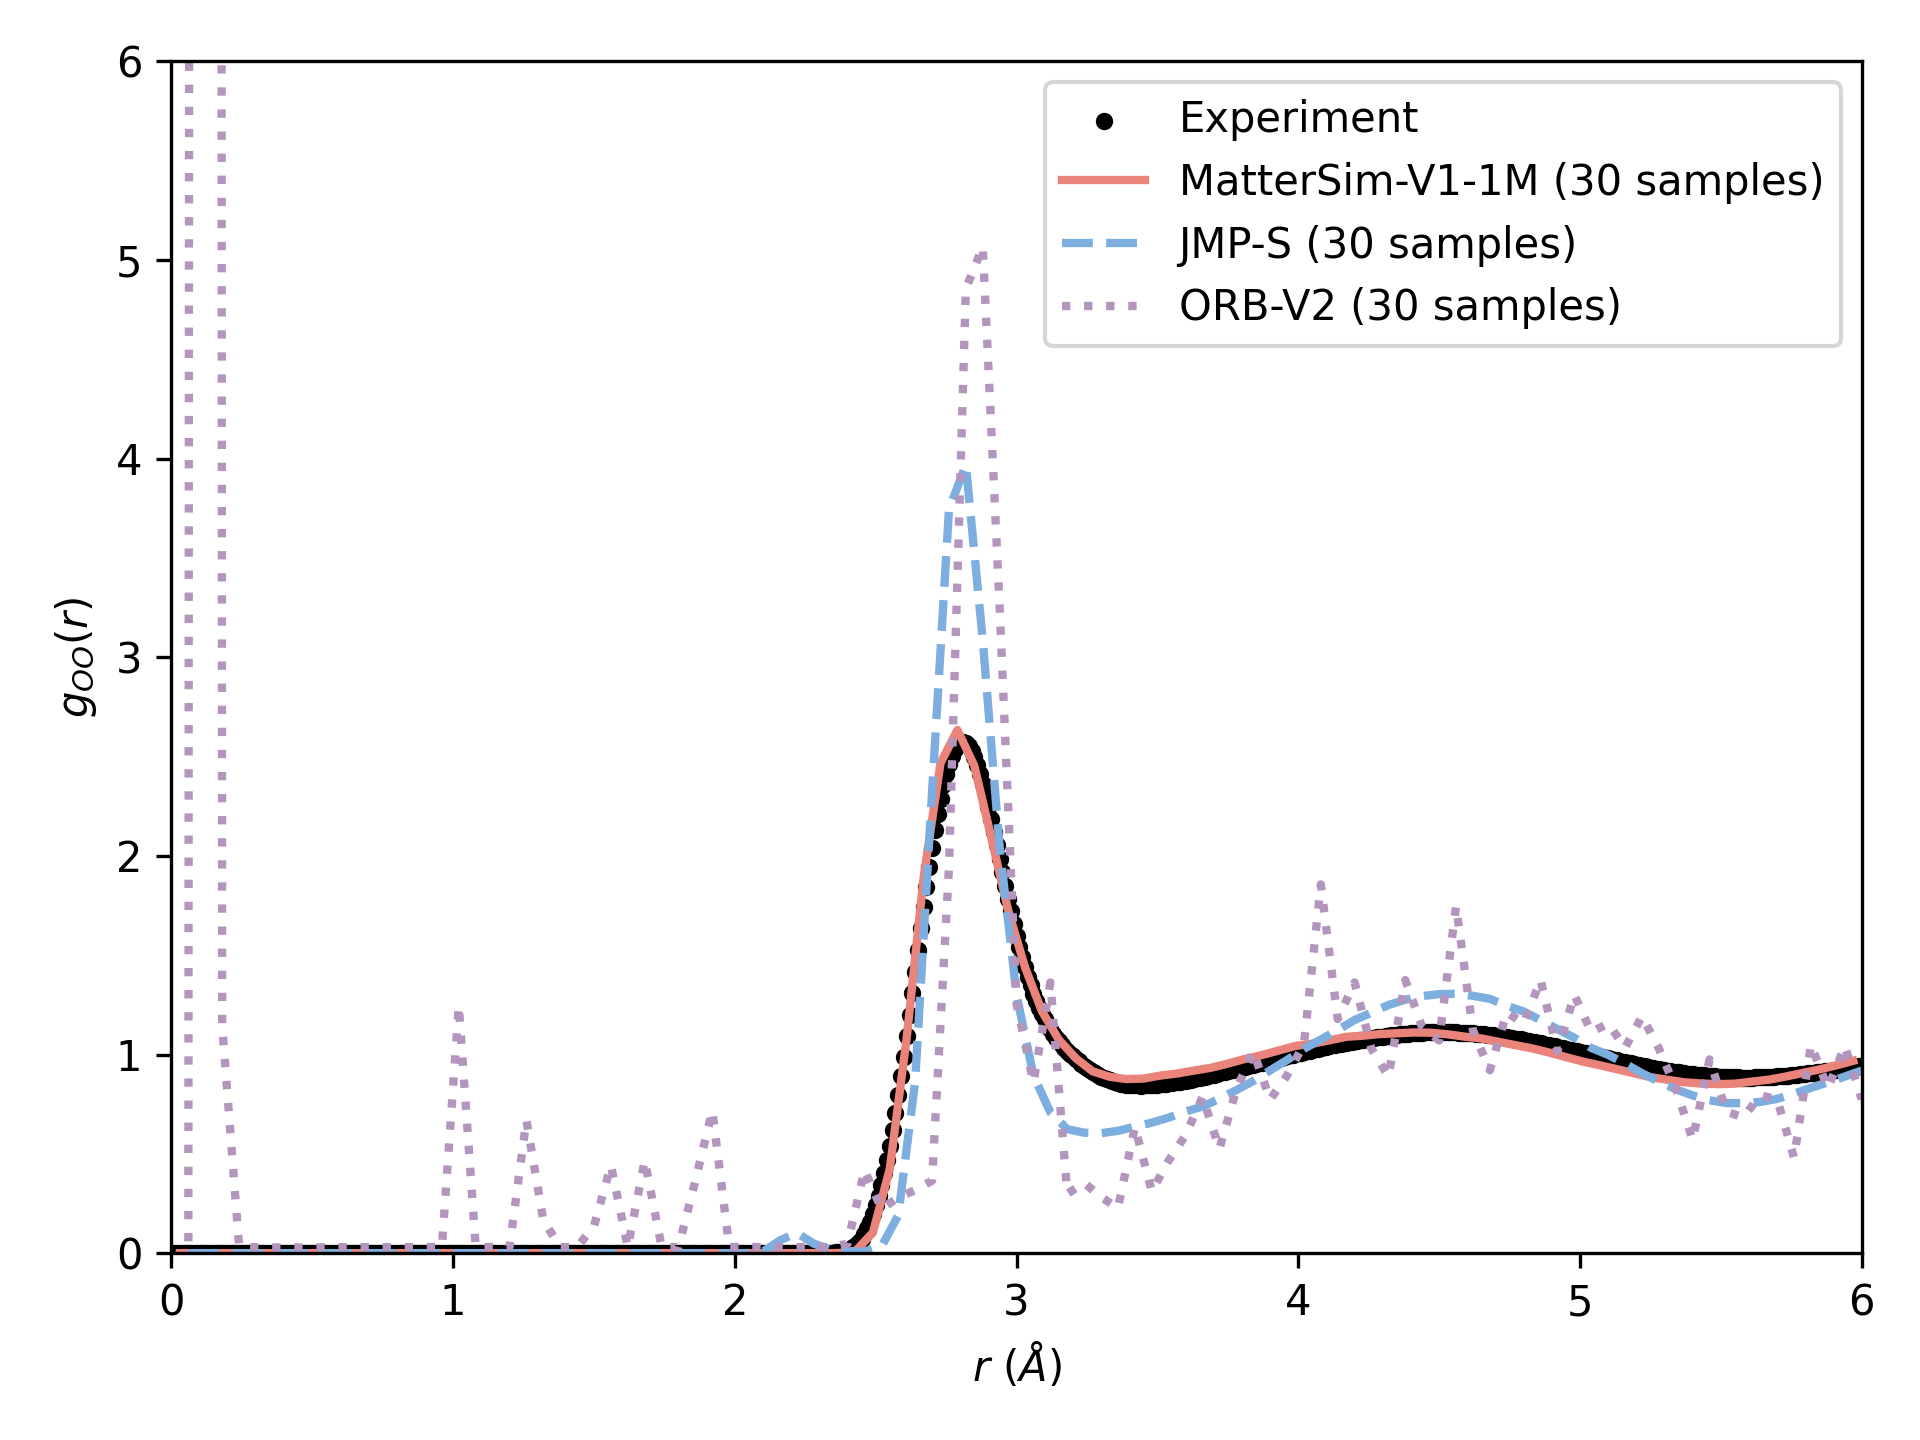 6
5
4
3
2
1
0
g_OO(r)
Experiment
MatterSim-V1-1M (30 samples)
JMP-S (30 samples)
ORB-V2 (30 samples)
0 1 2 3 4 5 6
r (Å)